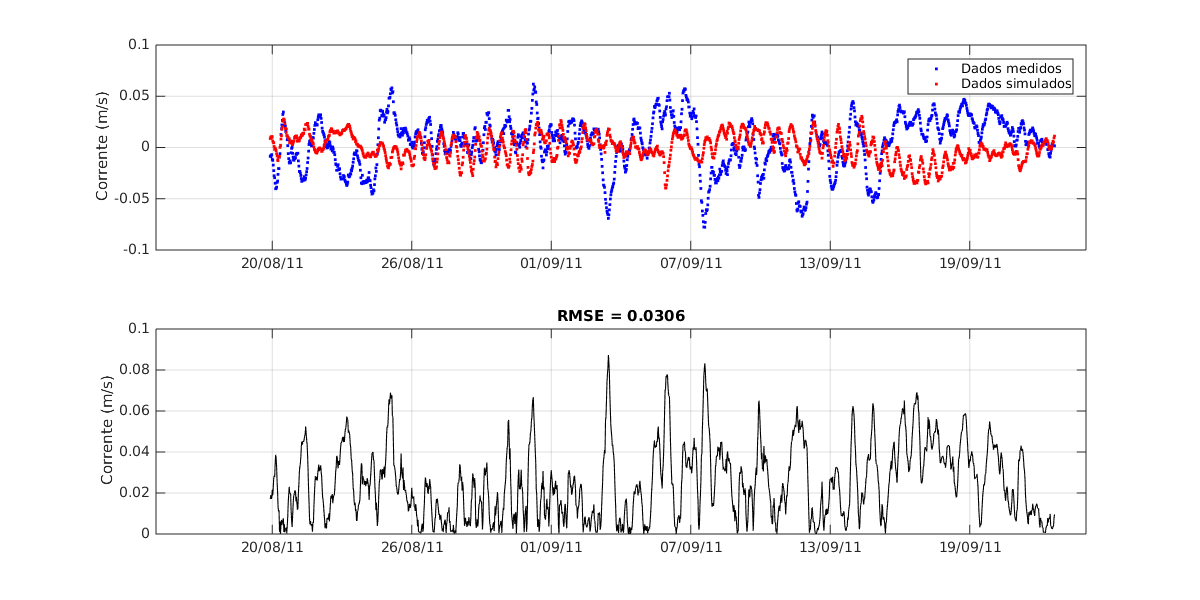 0.1
0.05
0
-0.05
-0.1
Corrente (m/s)
Dados medidos
Dados simulados
20/08/11 26/08/11 01/09/11 07/09/11 13/09/11 19/09/11
RMSE = 0.0306
0.1
0.08
0.06
0.04
0.02
0
Corrente (m/s)
20/08/11 26/08/11 01/09/11 07/09/11 13/09/11 19/09/11